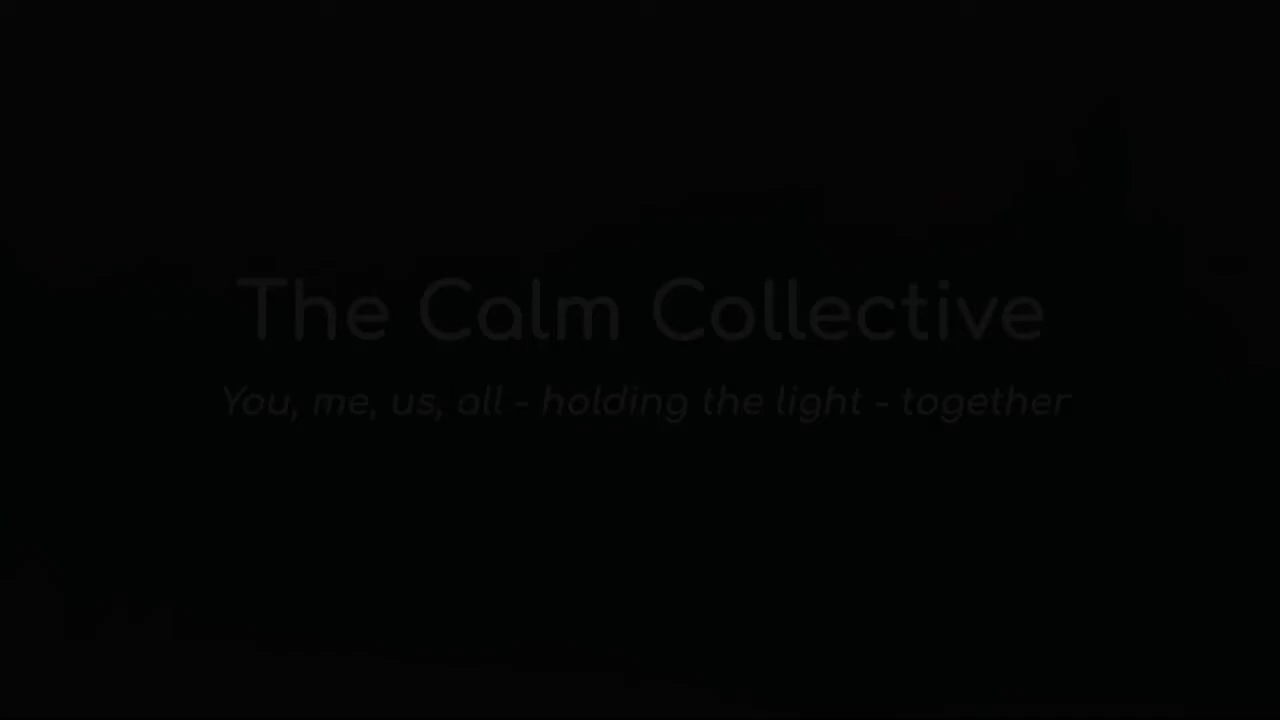 The Calm Collective
You, me, us, all - holding the light - together